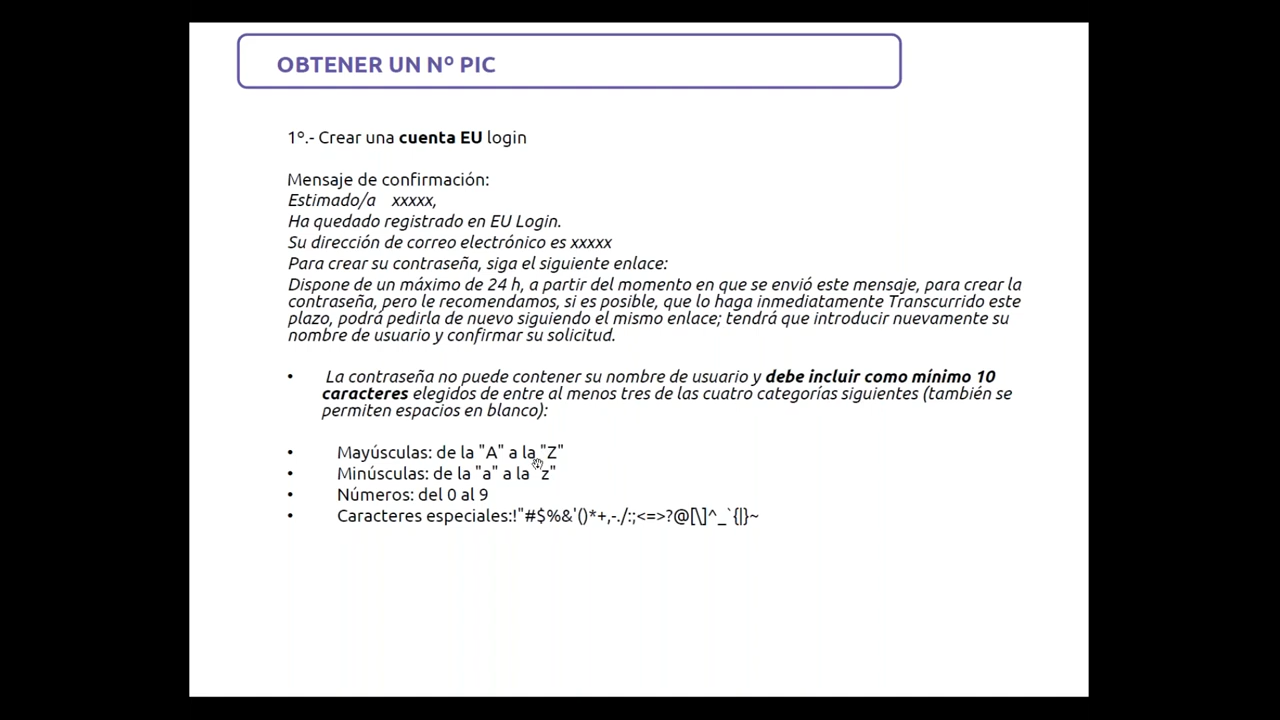 OBTENER UN Nº PIC
1º.- Crear una cuenta EU login
Mensaje de confirmación:
Estimado/a xxxxx,
Ha quedado registrado en EU Login.
Su dirección de correo electrónico es xxxxx
Para crear su contraseña, siga el siguiente enlace:
Dispone de un máximo de 24 h, a partir del momento en que se envió este mensaje, para crear la
contraseña, pero le recomendamos, si es posible, que lo haga inmediatamente Transcurrido este
plazo, podrá pedirla de nuevo siguiendo el mismo enlace; tendrá que introducir nuevamente su
nombre de usuario y confirmar su solicitud.
• La contraseña no puede contener su nombre de usuario y debe incluir como mínimo 10
caracteres elegidos de entre al menos tres de las cuatro categorías siguientes (también se
permiten espacios en blanco):
• Mayúsculas: de la "A" a la "Z"
• Minúsculas: de la "a" a la "z"
• Números: del 0 al 9
• Caracteres especiales:!"#$%&'()*+,-./:;<=>?@[\]^_`{|}~